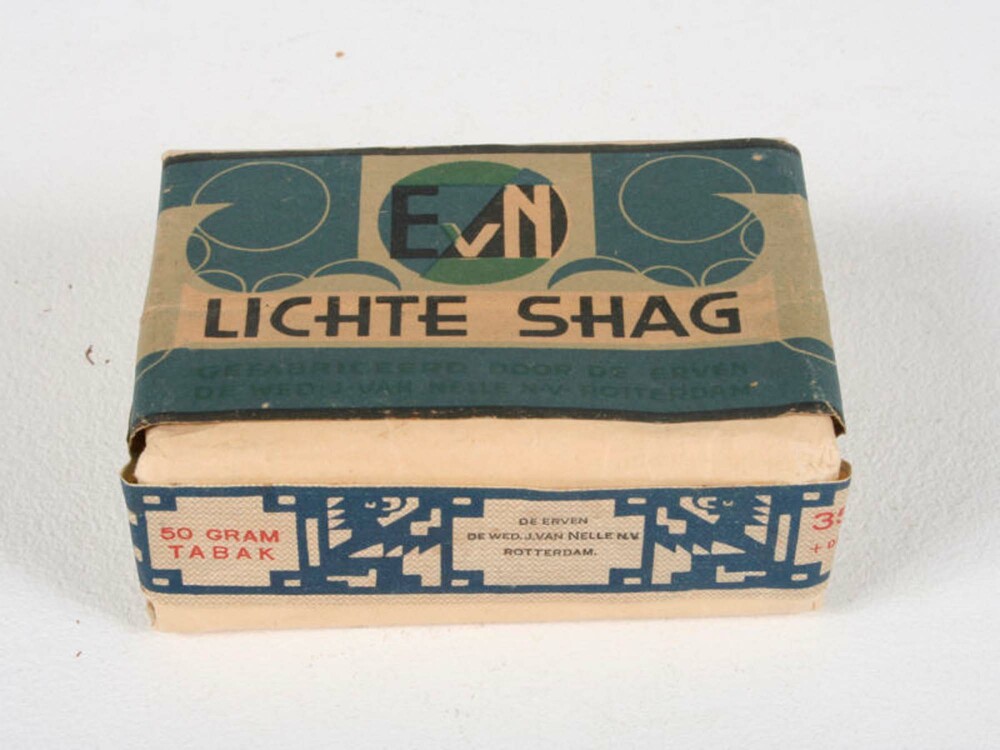 EvN
LICHTE SHAG
GEFABRICEERD DOOR DE ERVEN
DE WED. J. VAN NELLE N.V. ROTTERDAM
50 GRAM
TABAK
DE ERVEN
DE WED. J. VAN NELLE N.V.
ROTTERDAM.